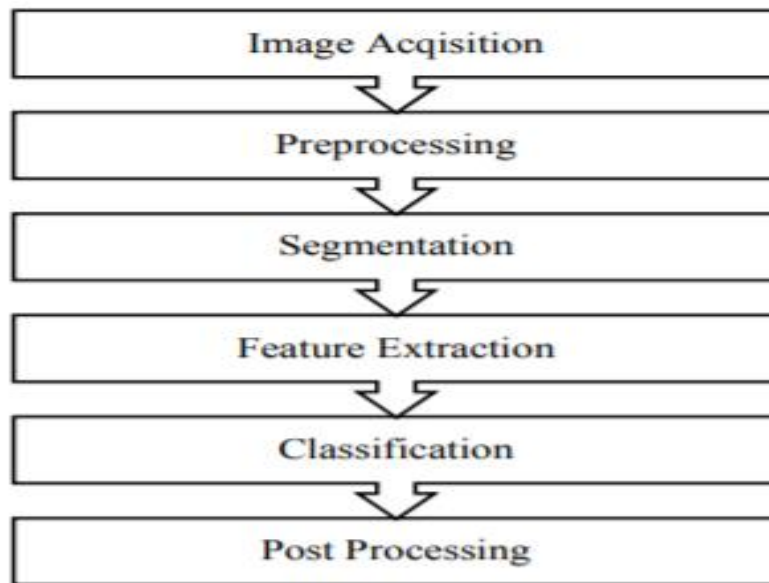 Image Acqisition
Preprocessing
Segmentation
Feature Extraction
Classification
Post Processing